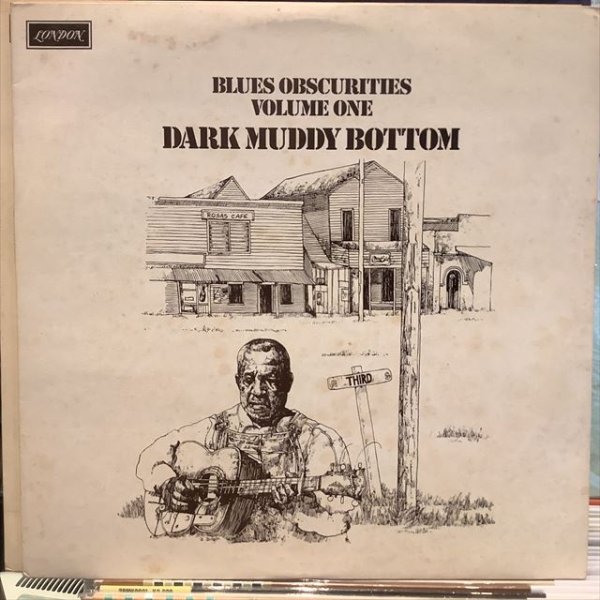 LONDON
BLUES OBSCURITIES
VOLUME ONE
DARK MUDDY BOTTOM
ROSAS CAFE
THIRD